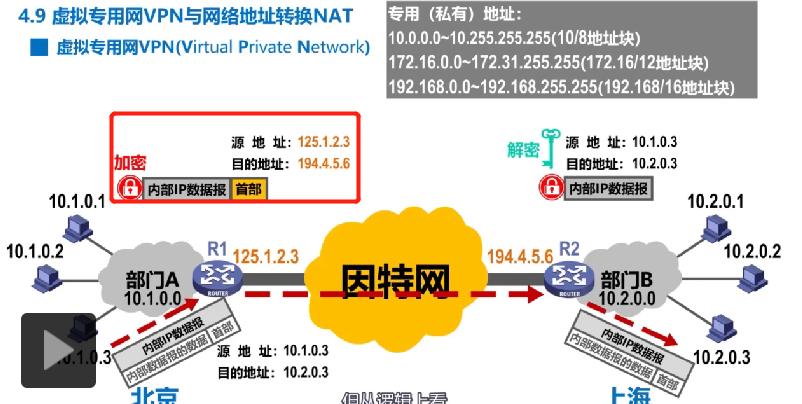 4.9 虚拟专用网VPN与网络地址转换NAT
虚拟专用网VPN(Virtual Private Network)
专用（私有）地址：
10.0.0.0~10.255.255.255(10/8地址块)
172.16.0.0~172.31.255.255(172.16/12地址块)
192.168.0.0~192.168.255.255(192.168/16地址块)
源 地 址：125.1.2.3
目的地址：194.4.5.6
加密
内部IP数据报 首部
解密
源 地 址：10.1.0.3
目的地址：10.2.0.3
内部IP数据报
10.1.0.1
10.1.0.2
10.1.0.3
部门A
10.1.0.0
R1
ROUTER
125.1.2.3
因特网
194.4.5.6
R2
ROUTER
部门B
10.2.0.0
10.2.0.1
10.2.0.2
10.2.0.3
内部IP数据报
内部数据报的数据 首部
源 地 址：10.1.0.3
目的地址：10.2.0.3
内部IP数据报
内部数据报的数据 首部
北京
但从逻辑上看
上海